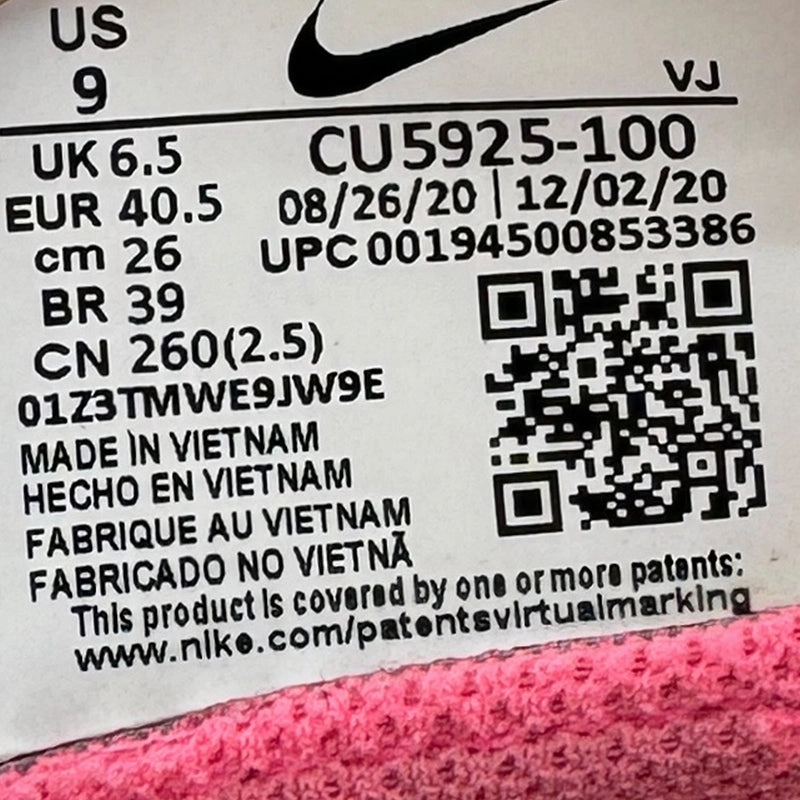 US
9
VJ
UK 6.5
CU5925-100
EUR 40.5
08/26/20 | 12/02/20
cm 26
UPC 00194500853386
BR 39
CN 260(2.5)
01Z3TMWE9JW9E
MADE IN VIETNAM
HECHO EN VIETNAM
FABRIQUE AU VIETNAM
FABRICADO NO VIETNÃ
This product is covered by one or more patents:
www.nike.com/patentsvirtualmarking